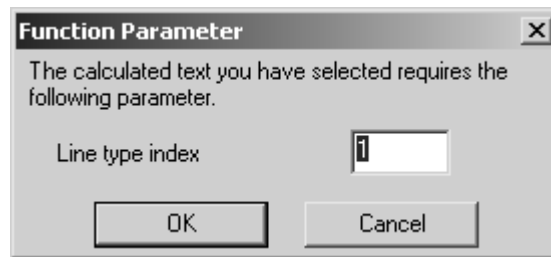 Function Parameter
The calculated text you have selected requires the
following parameter.
Line type index 1
OK Cancel